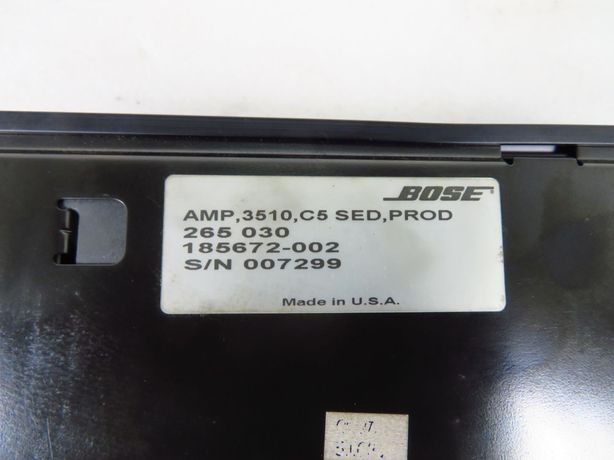 BOSE
AMP,3510,C5 SED,PROD
265 030
185672-002
S/N 007299
Made in U.S.A.